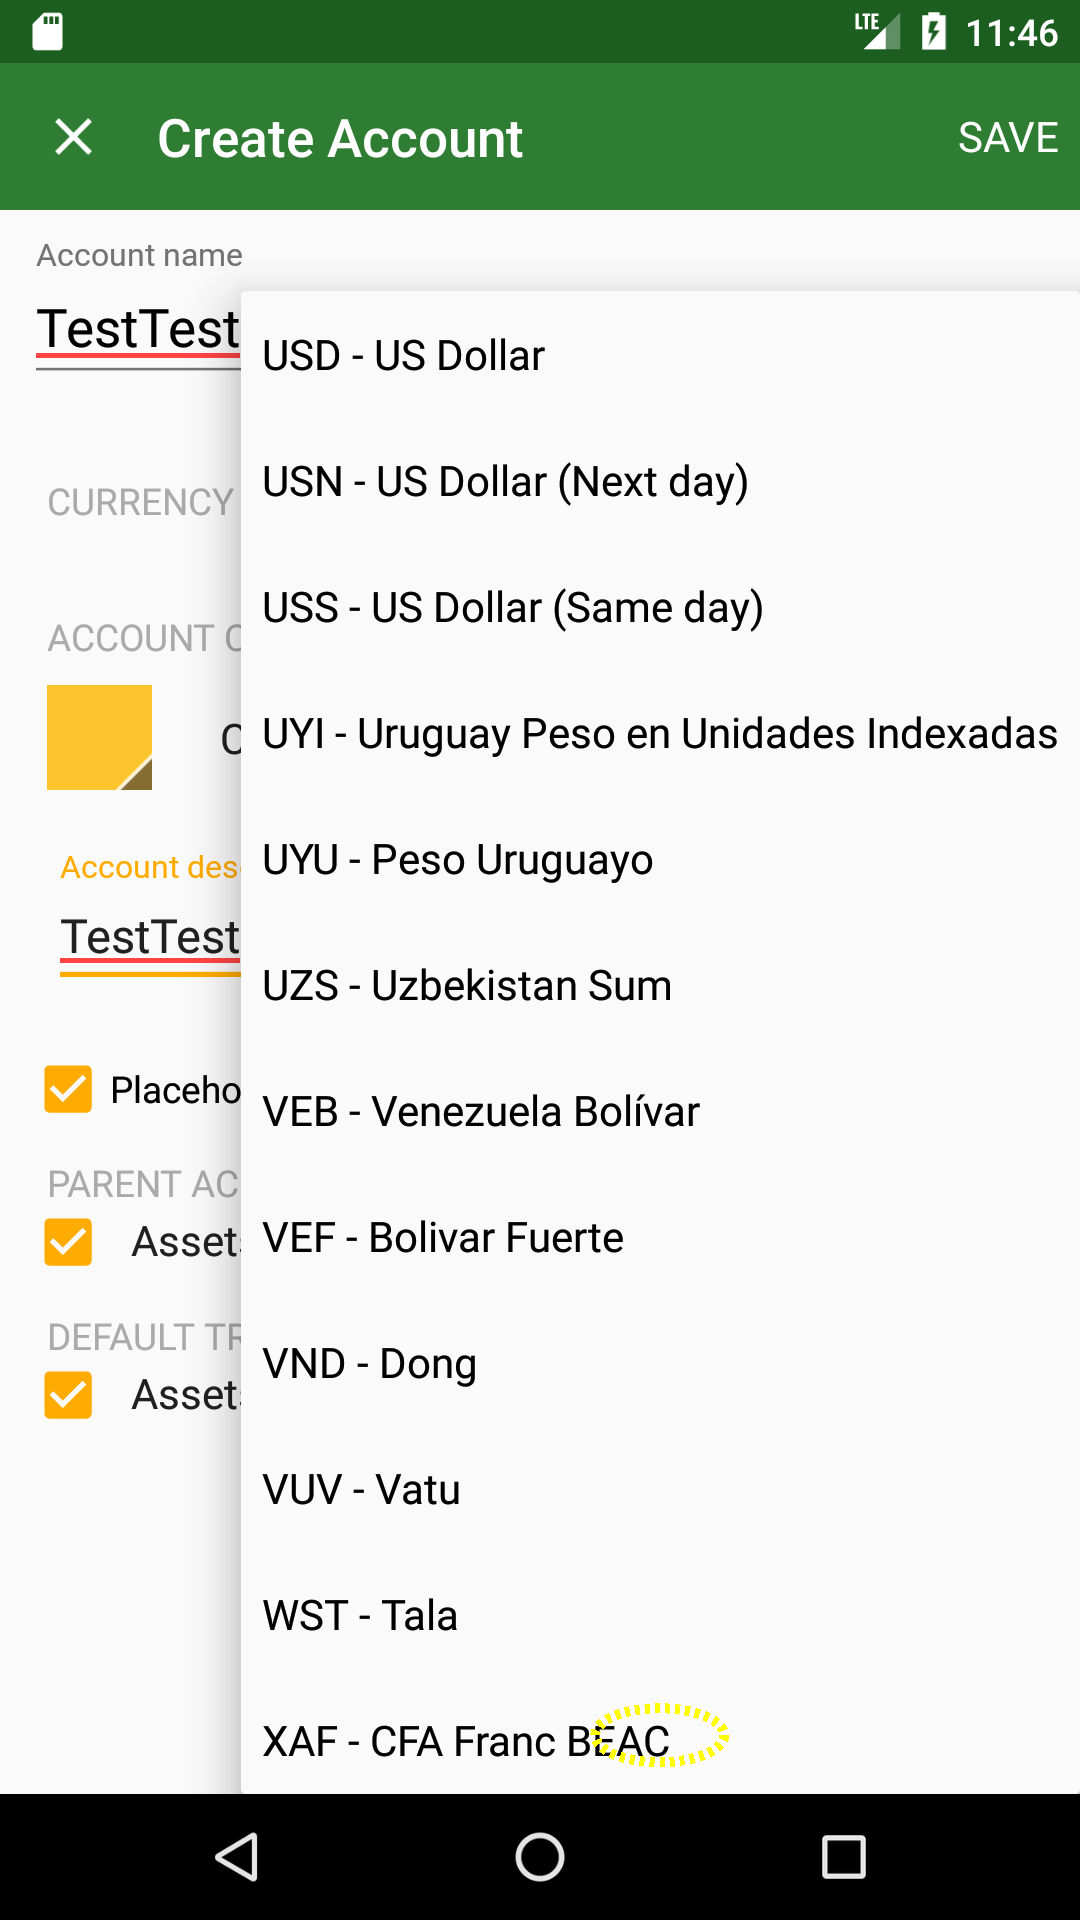 LTE 11:46
Create Account SAVE
Account name
TestTest
USD - US Dollar
USN - US Dollar (Next day)
CURRENCY
USS - US Dollar (Same day)
ACCOUNT C
UYI - Uruguay Peso en Unidades Indexadas
UYU - Peso Uruguayo
Account des
TestTest
UZS - Uzbekistan Sum
Placeho
VEB - Venezuela Bolívar
PARENT AC
Assets
VEF - Bolivar Fuerte
DEFAULT TR
VND - Dong
Assets
VUV - Vatu
WST - Tala
XAF - CFA Franc BEAC